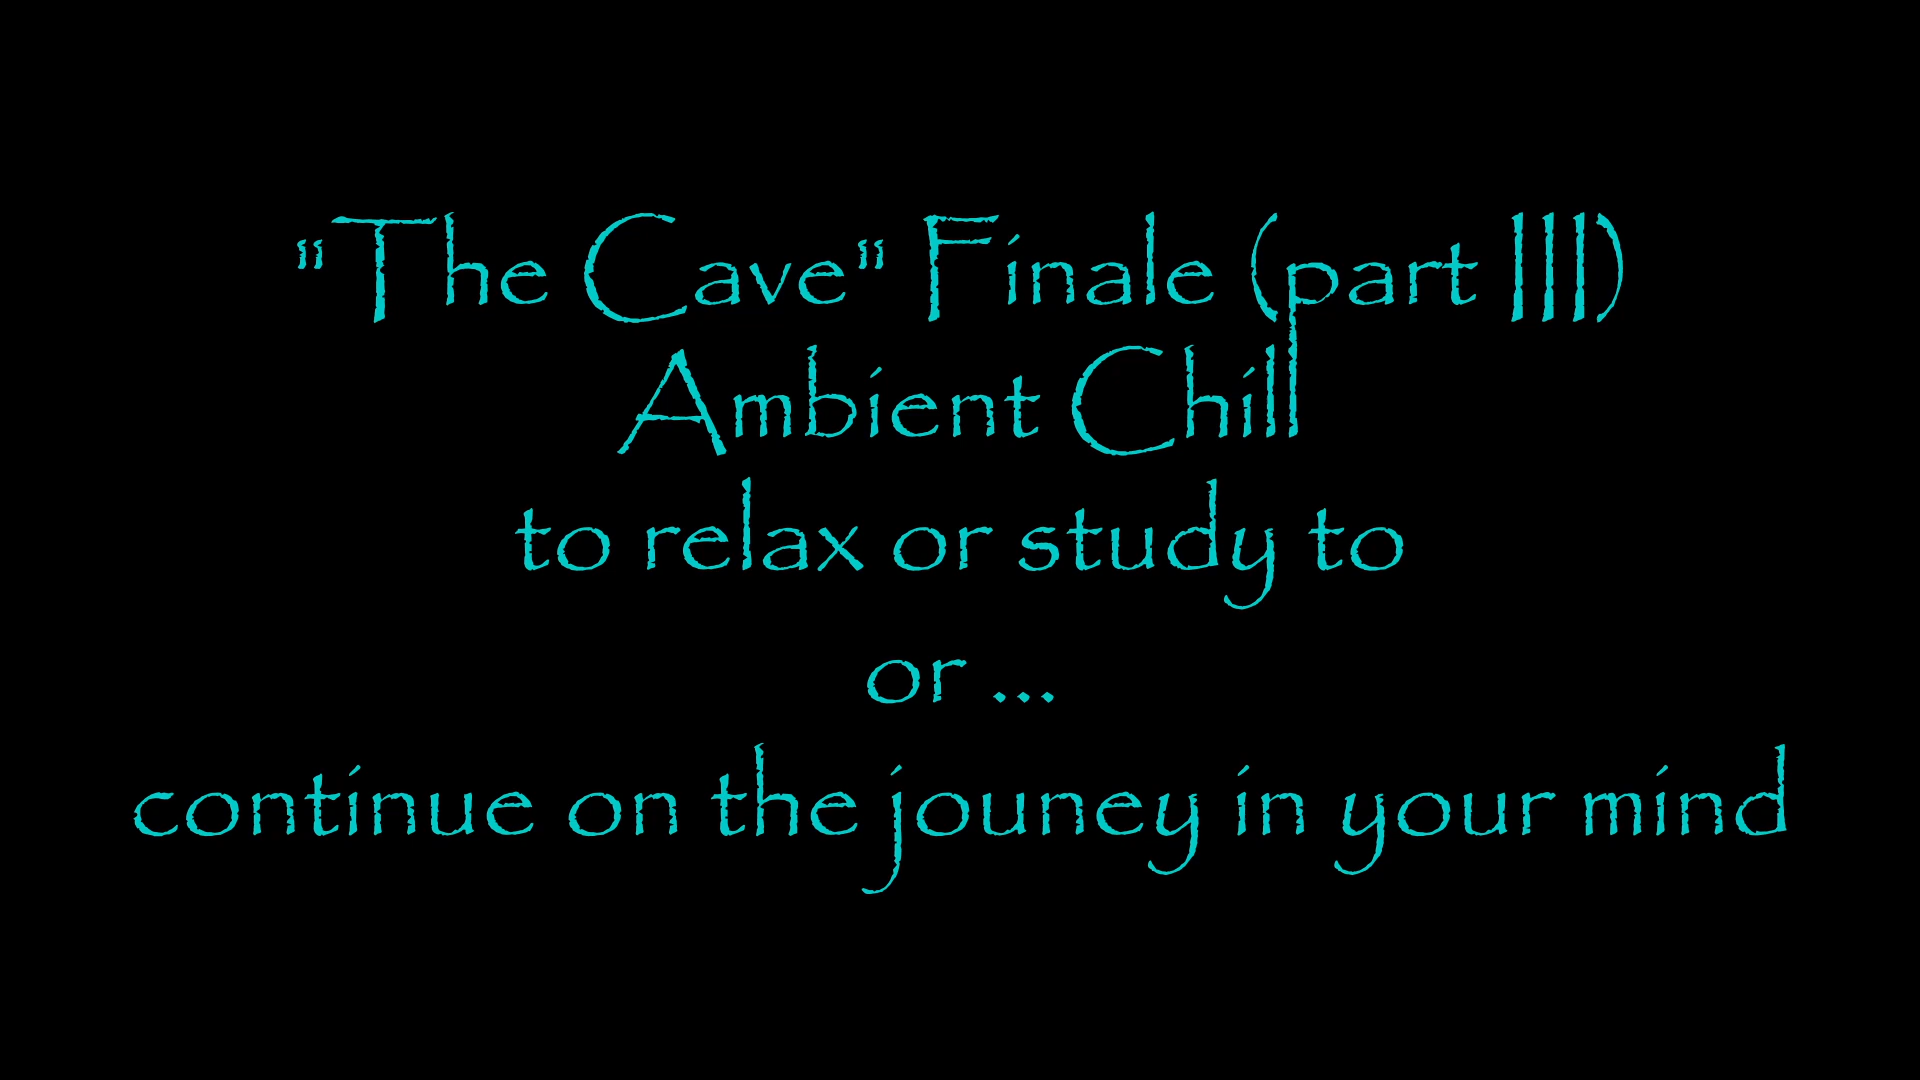 "The Cave" Finale (part III)
Ambient Chill
to relax or study to
or ...
continue on the jouney in your mind